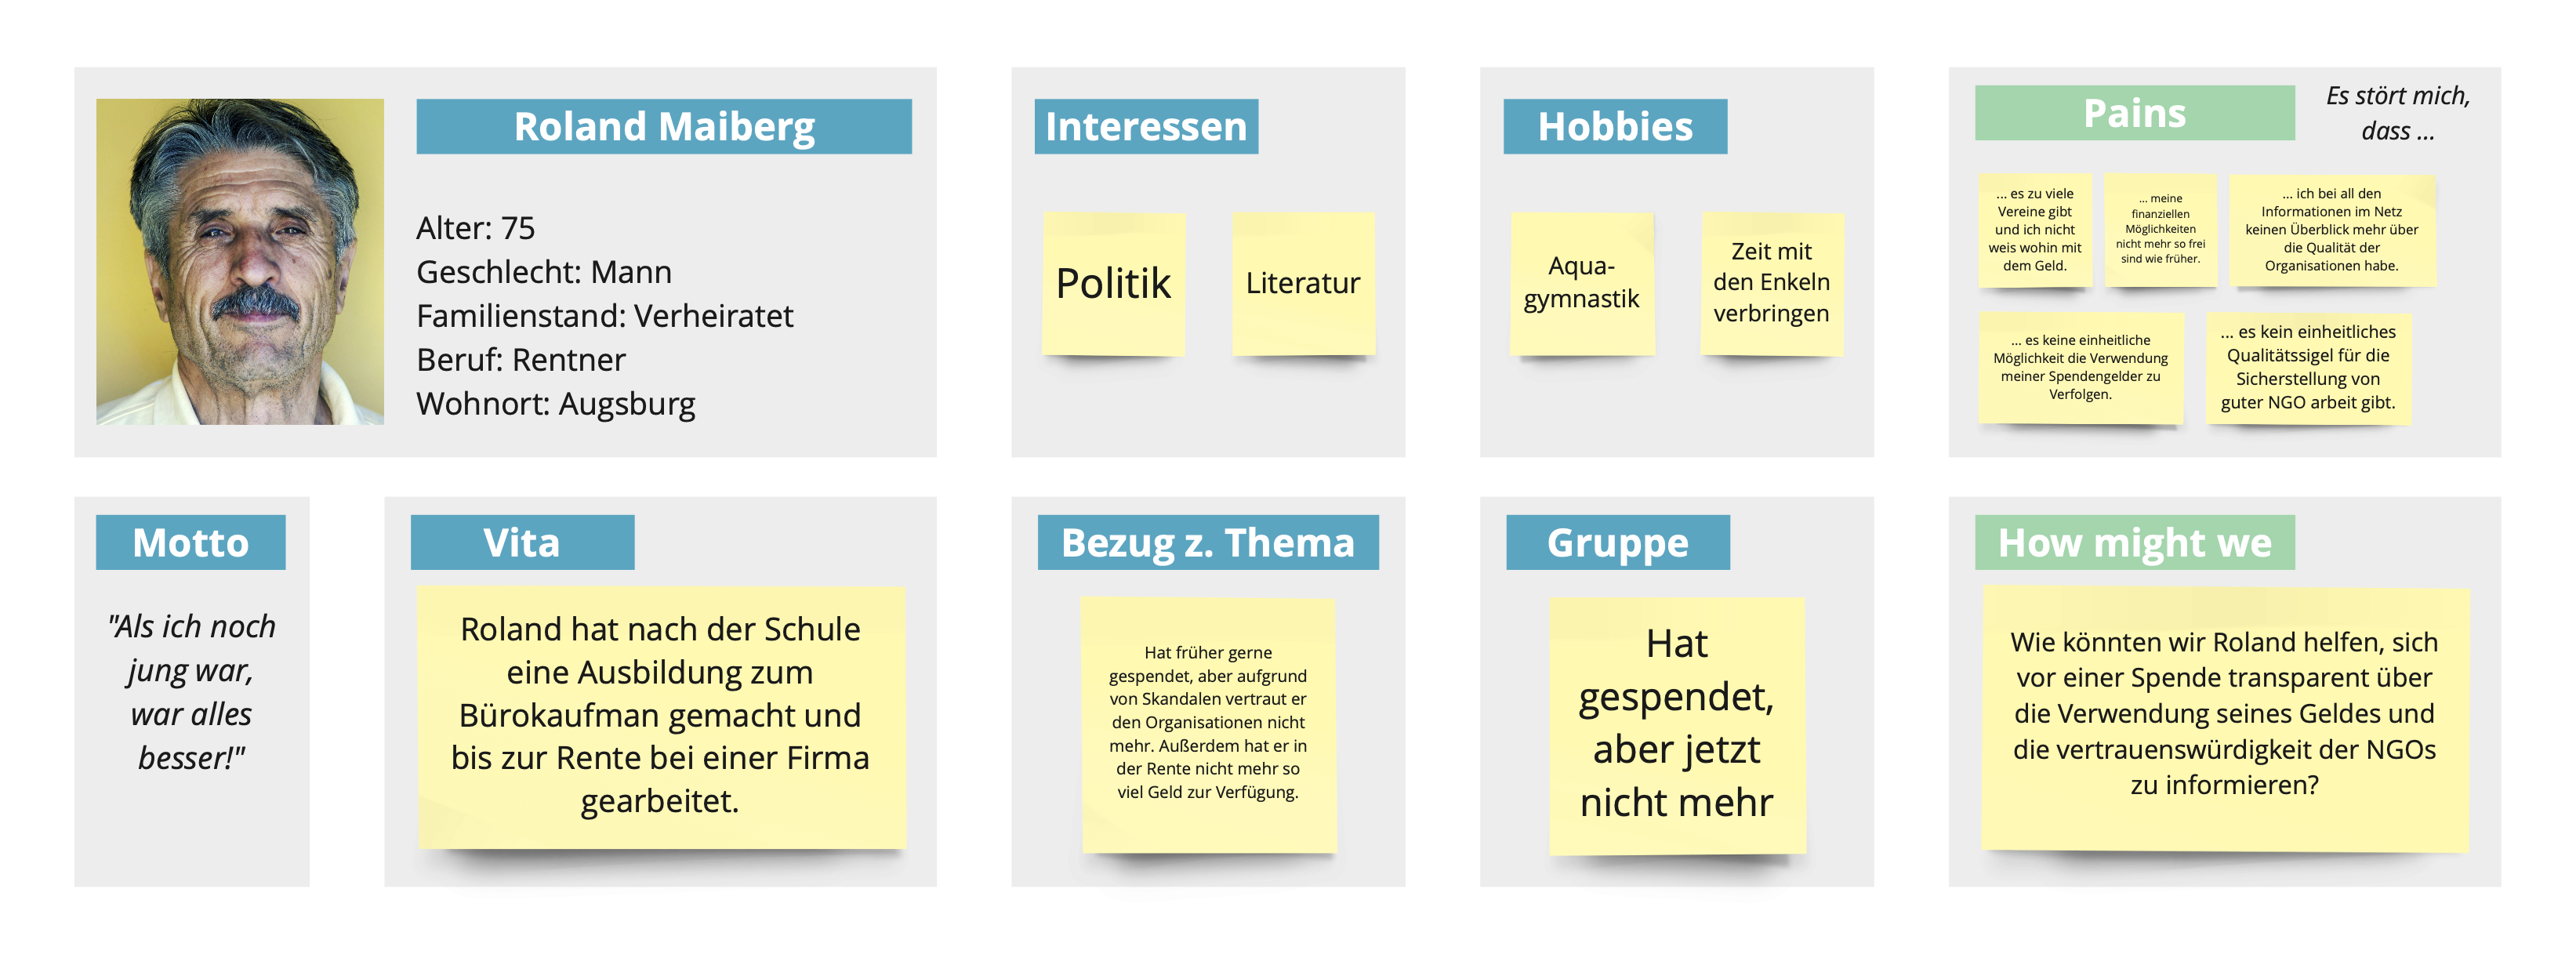 Roland Maiberg
Alter: 75
Geschlecht: Mann
Familienstand: Verheiratet
Beruf: Rentner
Wohnort: Augsburg
Interessen
Politik
Literatur
Hobbies
Aqua-
gymnastik
Zeit mit
den Enkeln
verbringen
Pains
Es stört mich,
dass ...
... es zu viele
Vereine gibt
und ich nicht
weis wohin mit
dem Geld.
... meine
finanziellen
Möglichkeiten
nicht mehr so frei
sind wie früher.
... ich bei all den
Informationen im Netz
keinen Überblick mehr über
die Qualität der
Organisationen habe.
... es keine einheitliche
Möglichkeit die Verwendung
meiner Spendengelder zu
Verfolgen.
... es kein einheitliches
Qualitätssigel für die
Sicherstellung von
guter NGO arbeit gibt.
Motto
"Als ich noch
jung war,
war alles
besser!"
Vita
Roland hat nach der Schule
eine Ausbildung zum
Bürokaufman gemacht und
bis zur Rente bei einer Firma
gearbeitet.
Bezug z. Thema
Hat früher gerne
gespendet, aber aufgrund
von Skandalen vertraut er
den Organisationen nicht
mehr. Außerdem hat er in
der Rente nicht mehr so
viel Geld zur Verfügung.
Gruppe
Hat
gespendet,
aber jetzt
nicht mehr
How might we
Wie könnten wir Roland helfen, sich
vor einer Spende transparent über
die Verwendung seines Geldes und
die vertrauenswürdigkeit der NGOs
zu informieren?